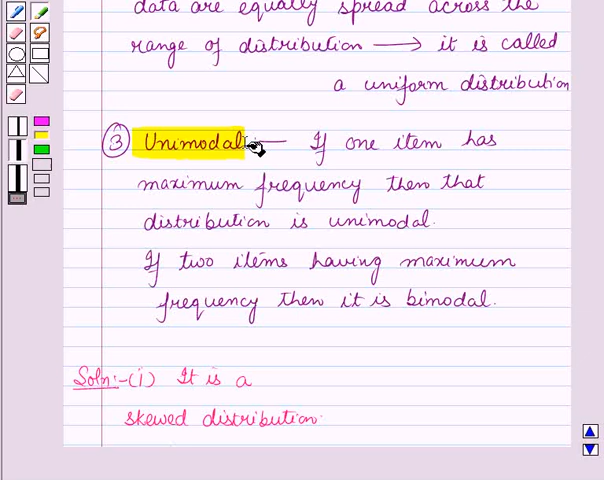 data are equally spread across the
range of distribution → it is called
a uniform distribution
③ Unimodal:— If one item has
maximum frequency then that
distribution is unimodal.
If two items having maximum
frequency then it is bimodal.
Soln:-(i) It is a
skewed distribution.